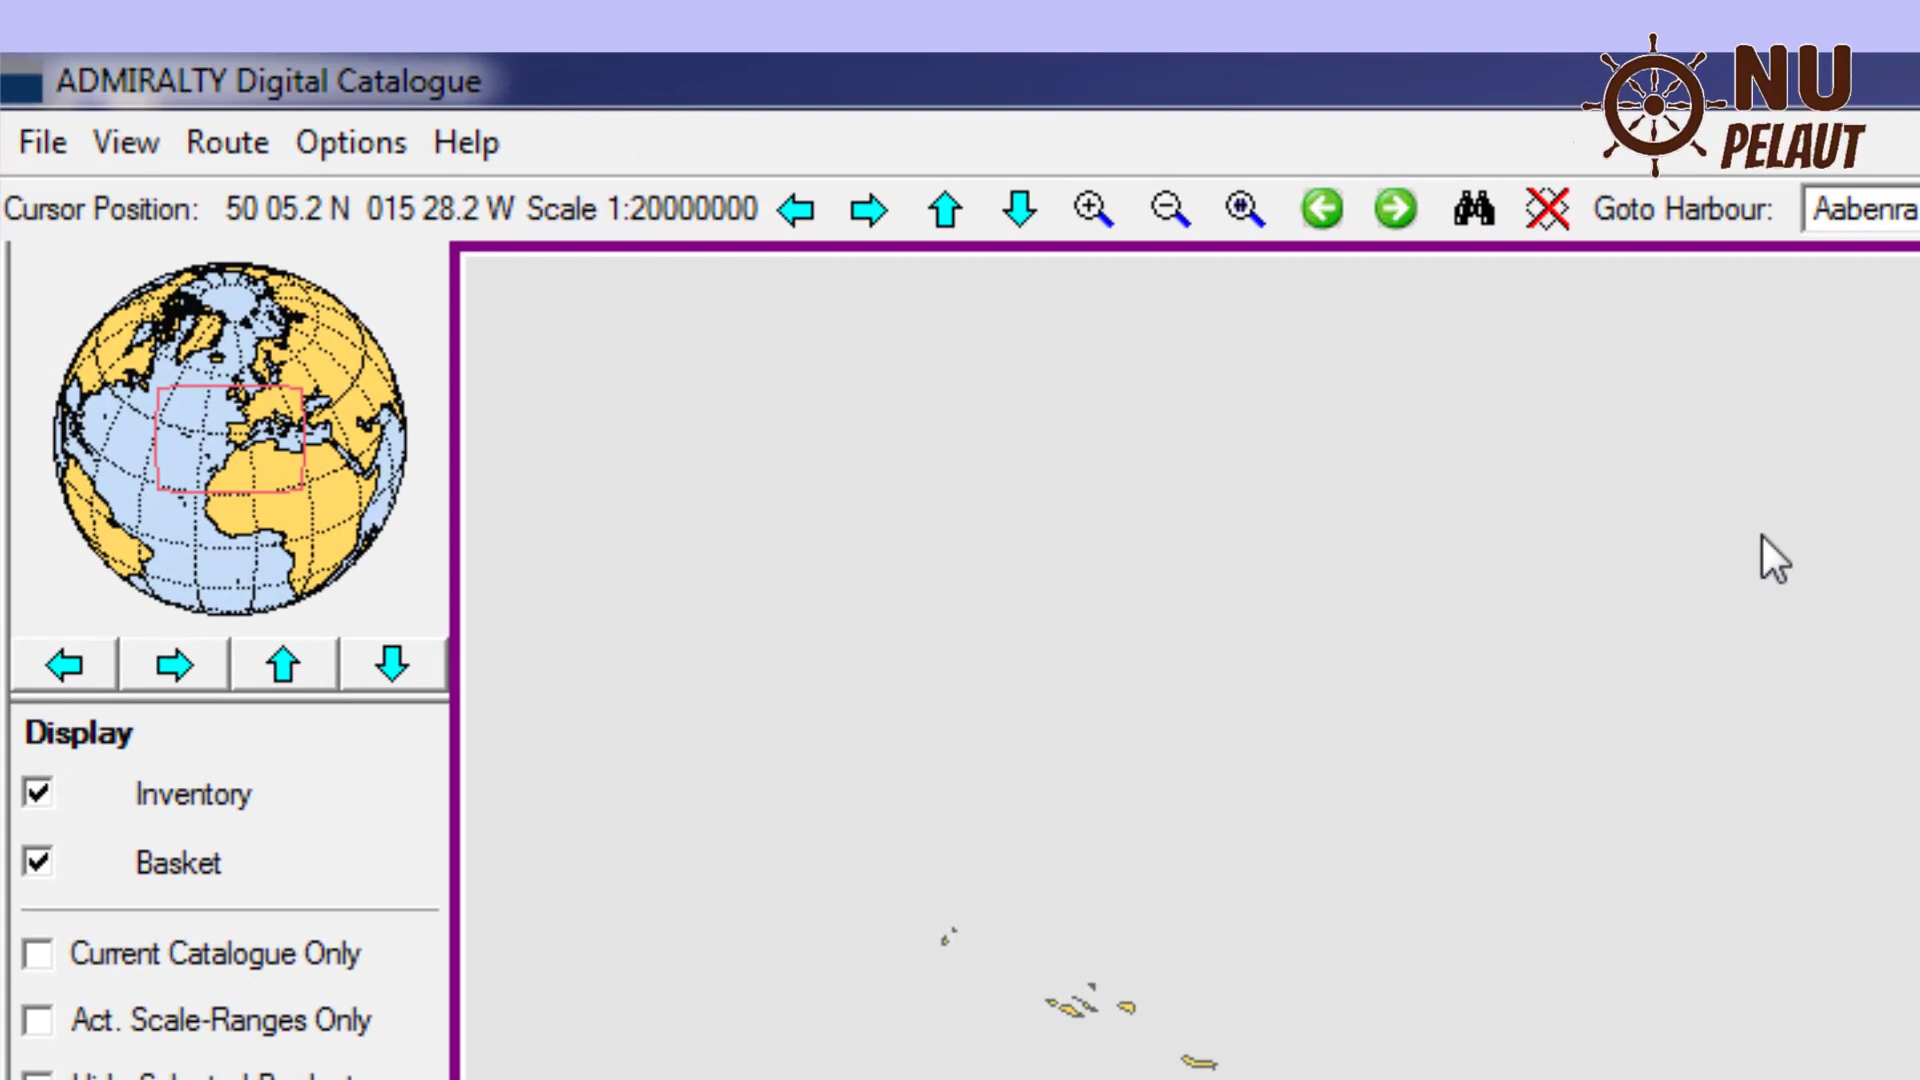 NU
PELAUT
ADMIRALTY Digital Catalogue
File View Route Options Help
Cursor Position: 50 05.2 N 015 28.2 W Scale 1:20000000 Goto Harbour: Aabenra
Display
Inventory
Basket
Current Catalogue Only
Act. Scale-Ranges Only